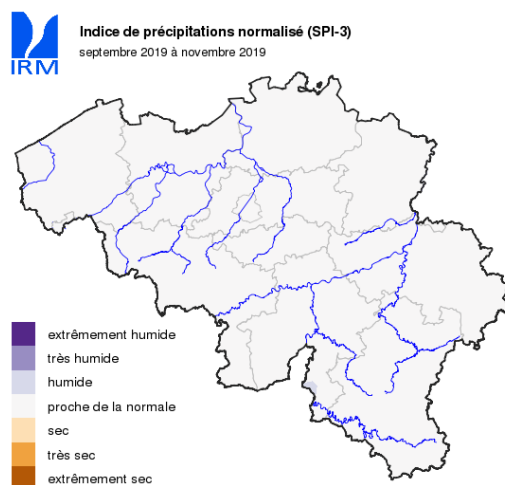 Indice de précipitations normalisé (SPI-3)
septembre 2019 à novembre 2019
IRM
extrêmement humide
très humide
humide
proche de la normale
sec
très sec
extrêmement sec